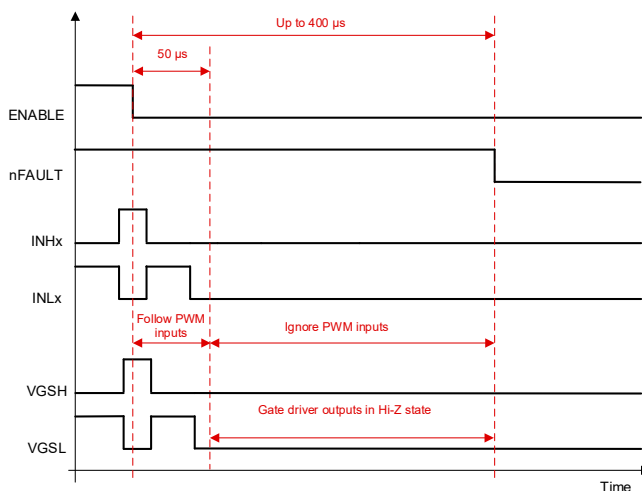 Up to 400 µs
50 µs
ENABLE
nFAULT
INHx
INLx
Follow PWM
inputs
Ignore PWM inputs
VGSH
Gate driver outputs in Hi-Z state
VGSL
Time